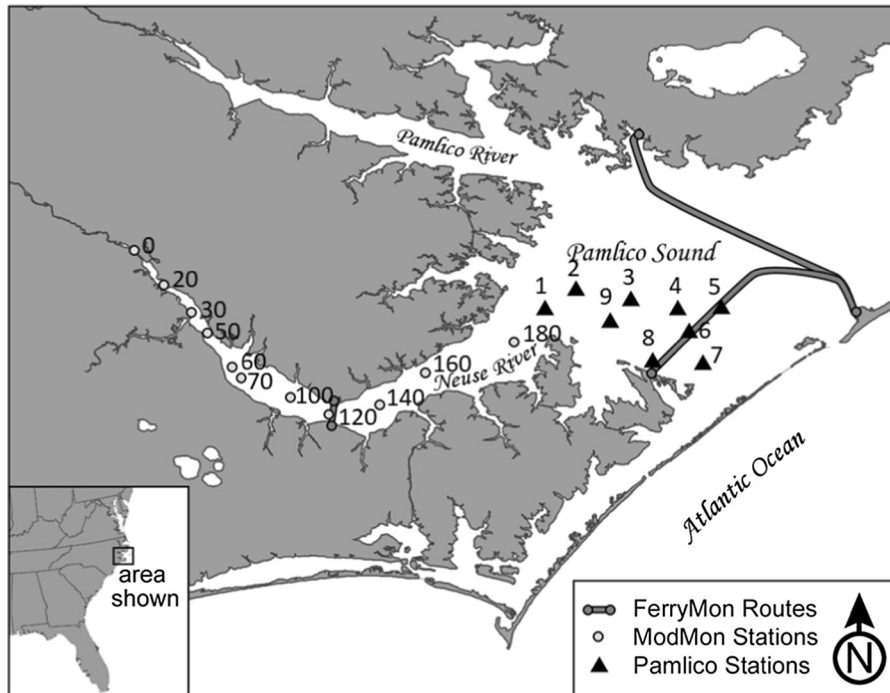 Pamlico River
0
Pamlico Sound
20
2
3
1
4
5
30
9
50
6
180
8
7
60
160
Neuse River
70
100
140
120
Atlantic Ocean
area
shown
FerryMon Routes
ModMon Stations
Pamlico Stations
N